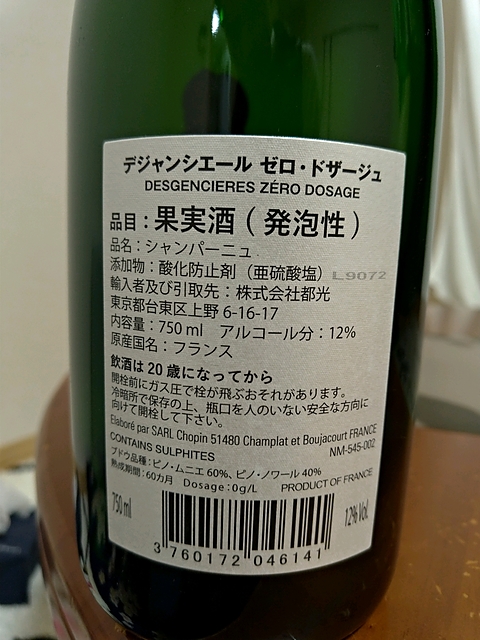 デジャンシエール ゼロ・ドザージュ
DESGENCIERES ZÉRO DOSAGE
品目：果実酒（発泡性）
品名：シャンパーニュ
添加物：酸化防止剤（亜硫酸塩） L9072
輸入者及び引取先：株式会社都光
東京都台東区上野 6-16-17
内容量：750 ml　アルコール分：12%
原産国名：フランス
飲酒は 20 歳になってから
開栓前にガス圧で栓が飛ぶおそれがあります。
冷暗所で保存の上、瓶口を人のいない安全な方向に
向けて開栓して下さい。
Elaboré par SARL Chopin 51480 Champlat et Boujacourt FRANCE
NM-545-002
CONTAINS SULPHITES
ブドウ品種：ピノ・ムニエ 60%、ピノ・ノワール 40%
熟成期間：60カ月　Dosage：0g/L　PRODUCT OF FRANCE
750 ml
12% Vol.
3 760172 046141